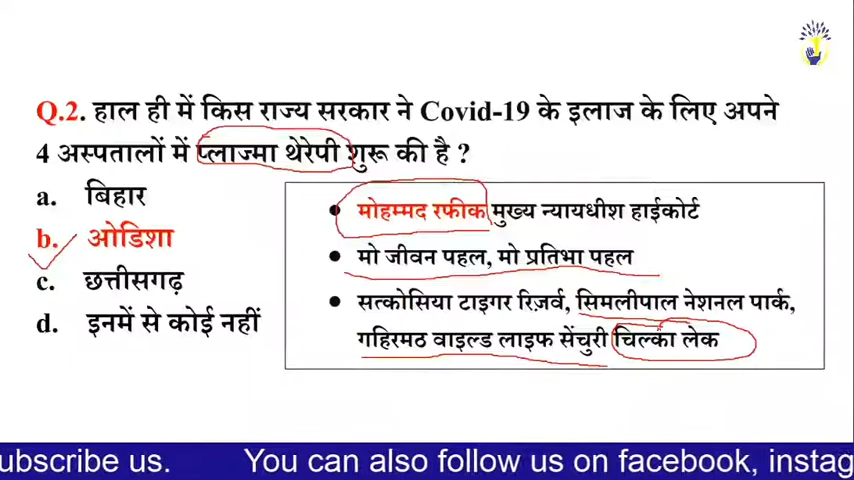 Q.2. हाल ही में किस राज्य सरकार ने Covid-19 के इलाज के लिए अपने
4 अस्पतालों में प्लाज्मा थेरेपी शुरू की है ?
a. बिहार
b. ओडिशा
c. छत्तीसगढ़
d. इनमें से कोई नहीं
• मोहम्मद रफीक मुख्य न्यायधीश हाईकोर्ट
• मो जीवन पहल, मो प्रतिभा पहल
• सत्कोसिया टाइगर रिज़र्व, सिमलीपाल नेशनल पार्क,
गहिरमठ वाइल्ड लाइफ सेंचुरी चिल्का लेक
ubscribe us. You can also follow us on facebook, instag